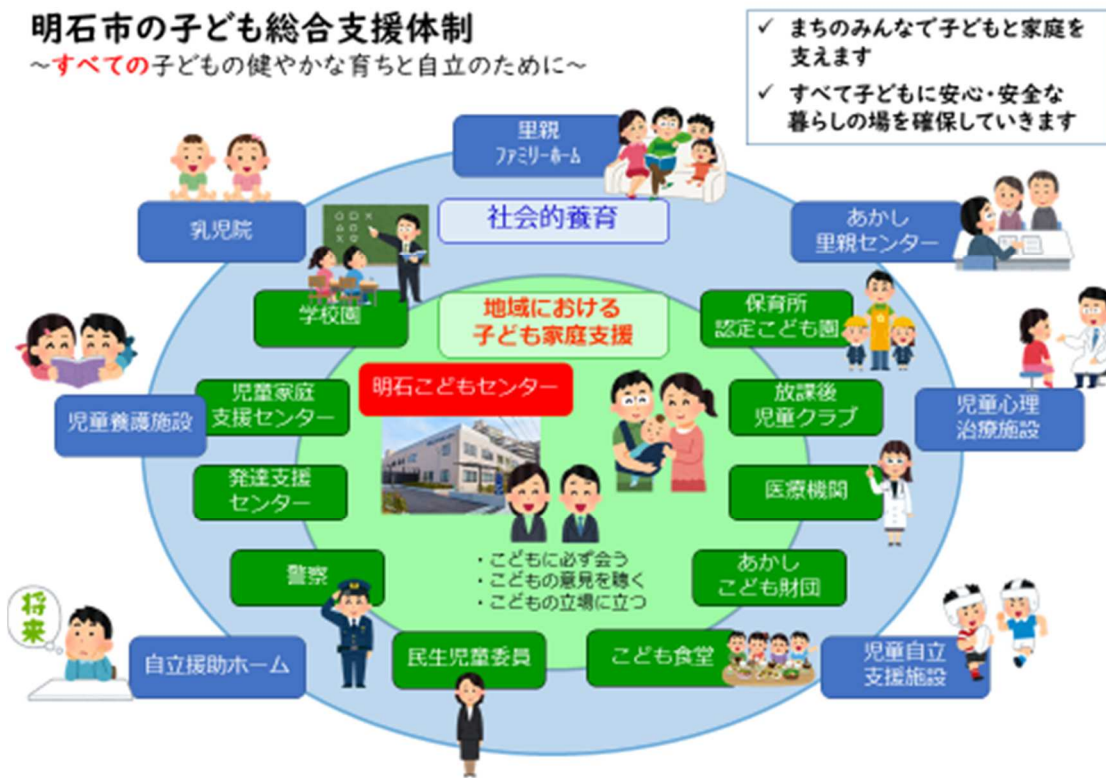 明石市の子ども総合支援体制
～すべての子どもの健やかな育ちと自立のために～
✓ まちのみんなで子どもと家庭を
支えます
✓ すべて子どもに安心・安全な
暮らしの場を確保していきます
里親
ファミリーホーム
社会的養育
乳児院
あかし
里親センター
学校園
地域における
子ども家庭支援
保育所
認定こども園
明石こどもセンター
児童養護施設
児童家庭
支援センター
放課後
児童クラブ
児童心理
治療施設
発達支援
センター
医療機関
・こどもに必ず会う
・こどもの意見を聴く
・こどもの立場に立つ
警察
あかし
こども財団
将来
自立援助ホーム
民生児童委員
こども食堂
児童自立
支援施設